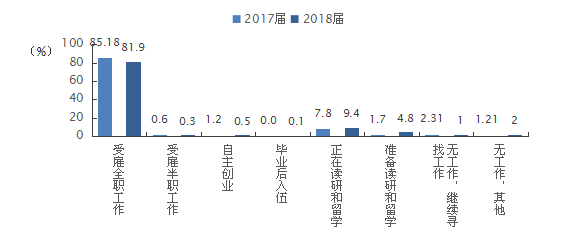 2017届 2018届
(%)
100
80
60
40
20
0
85.18 81.9
0.6 0.3
1.2 0.5
0.0 0.1
7.8 9.4
1.7 4.8
2.31 1
1.21 2
受雇全职工作
受雇半职工作
自主创业
毕业后入伍
正在读研和留学
准备读研和留学
无工作，继续寻
找工作
无工作，其他